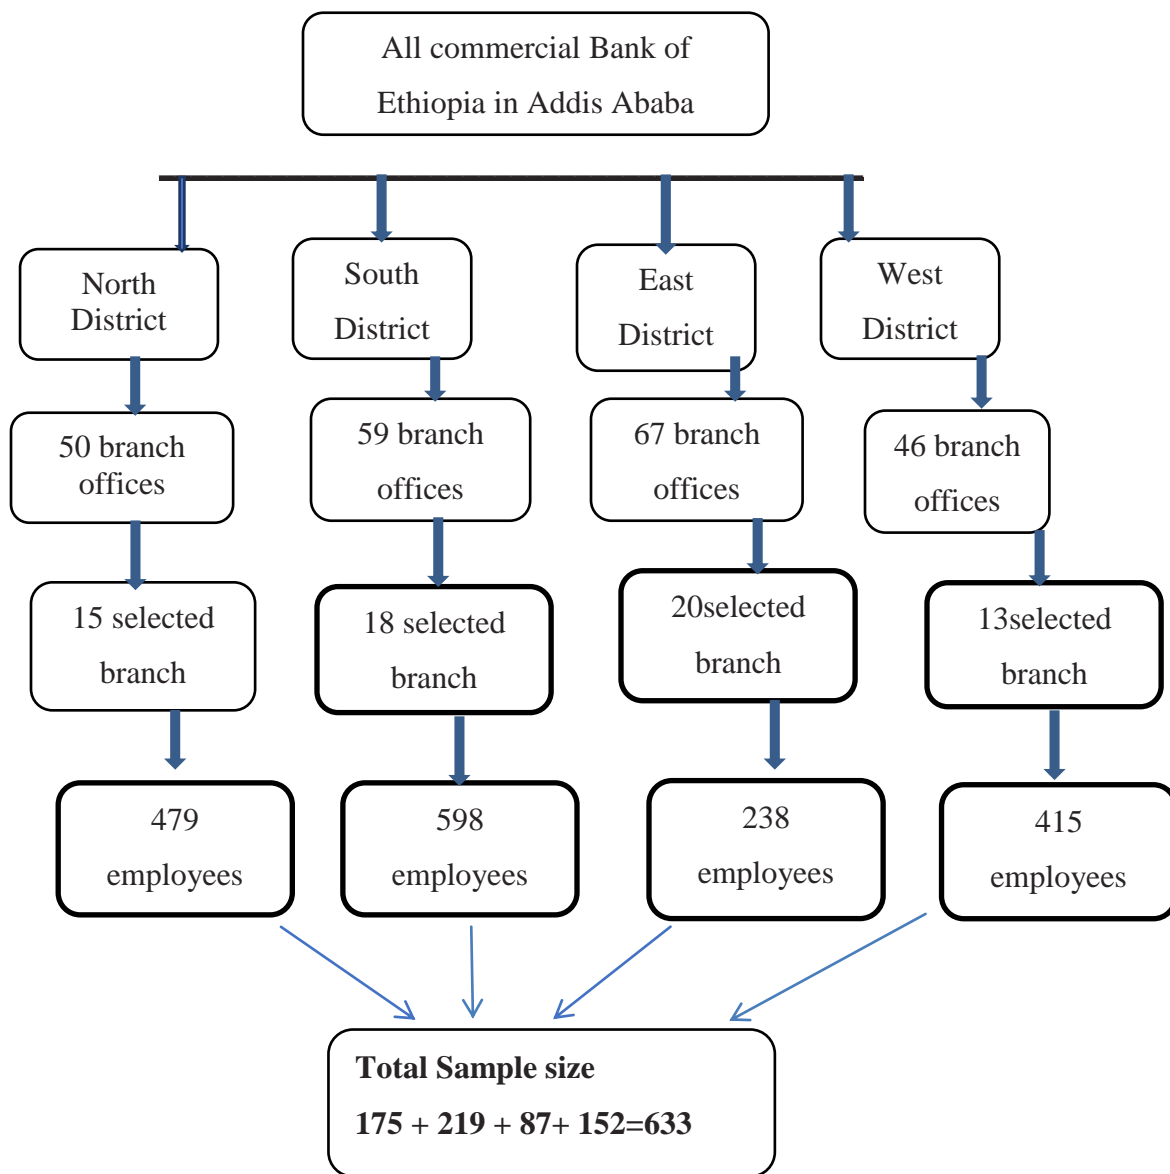 All commercial Bank of
Ethiopia in Addis Ababa
North
District
South
District
East
District
West
District
50 branch
offices
59 branch
offices
67 branch
offices
46 branch
offices
15 selected
branch
18 selected
branch
20selected
branch
13selected
branch
479
employees
598
employees
238
employees
415
employees
Total Sample size
175 + 219 + 87+ 152=633